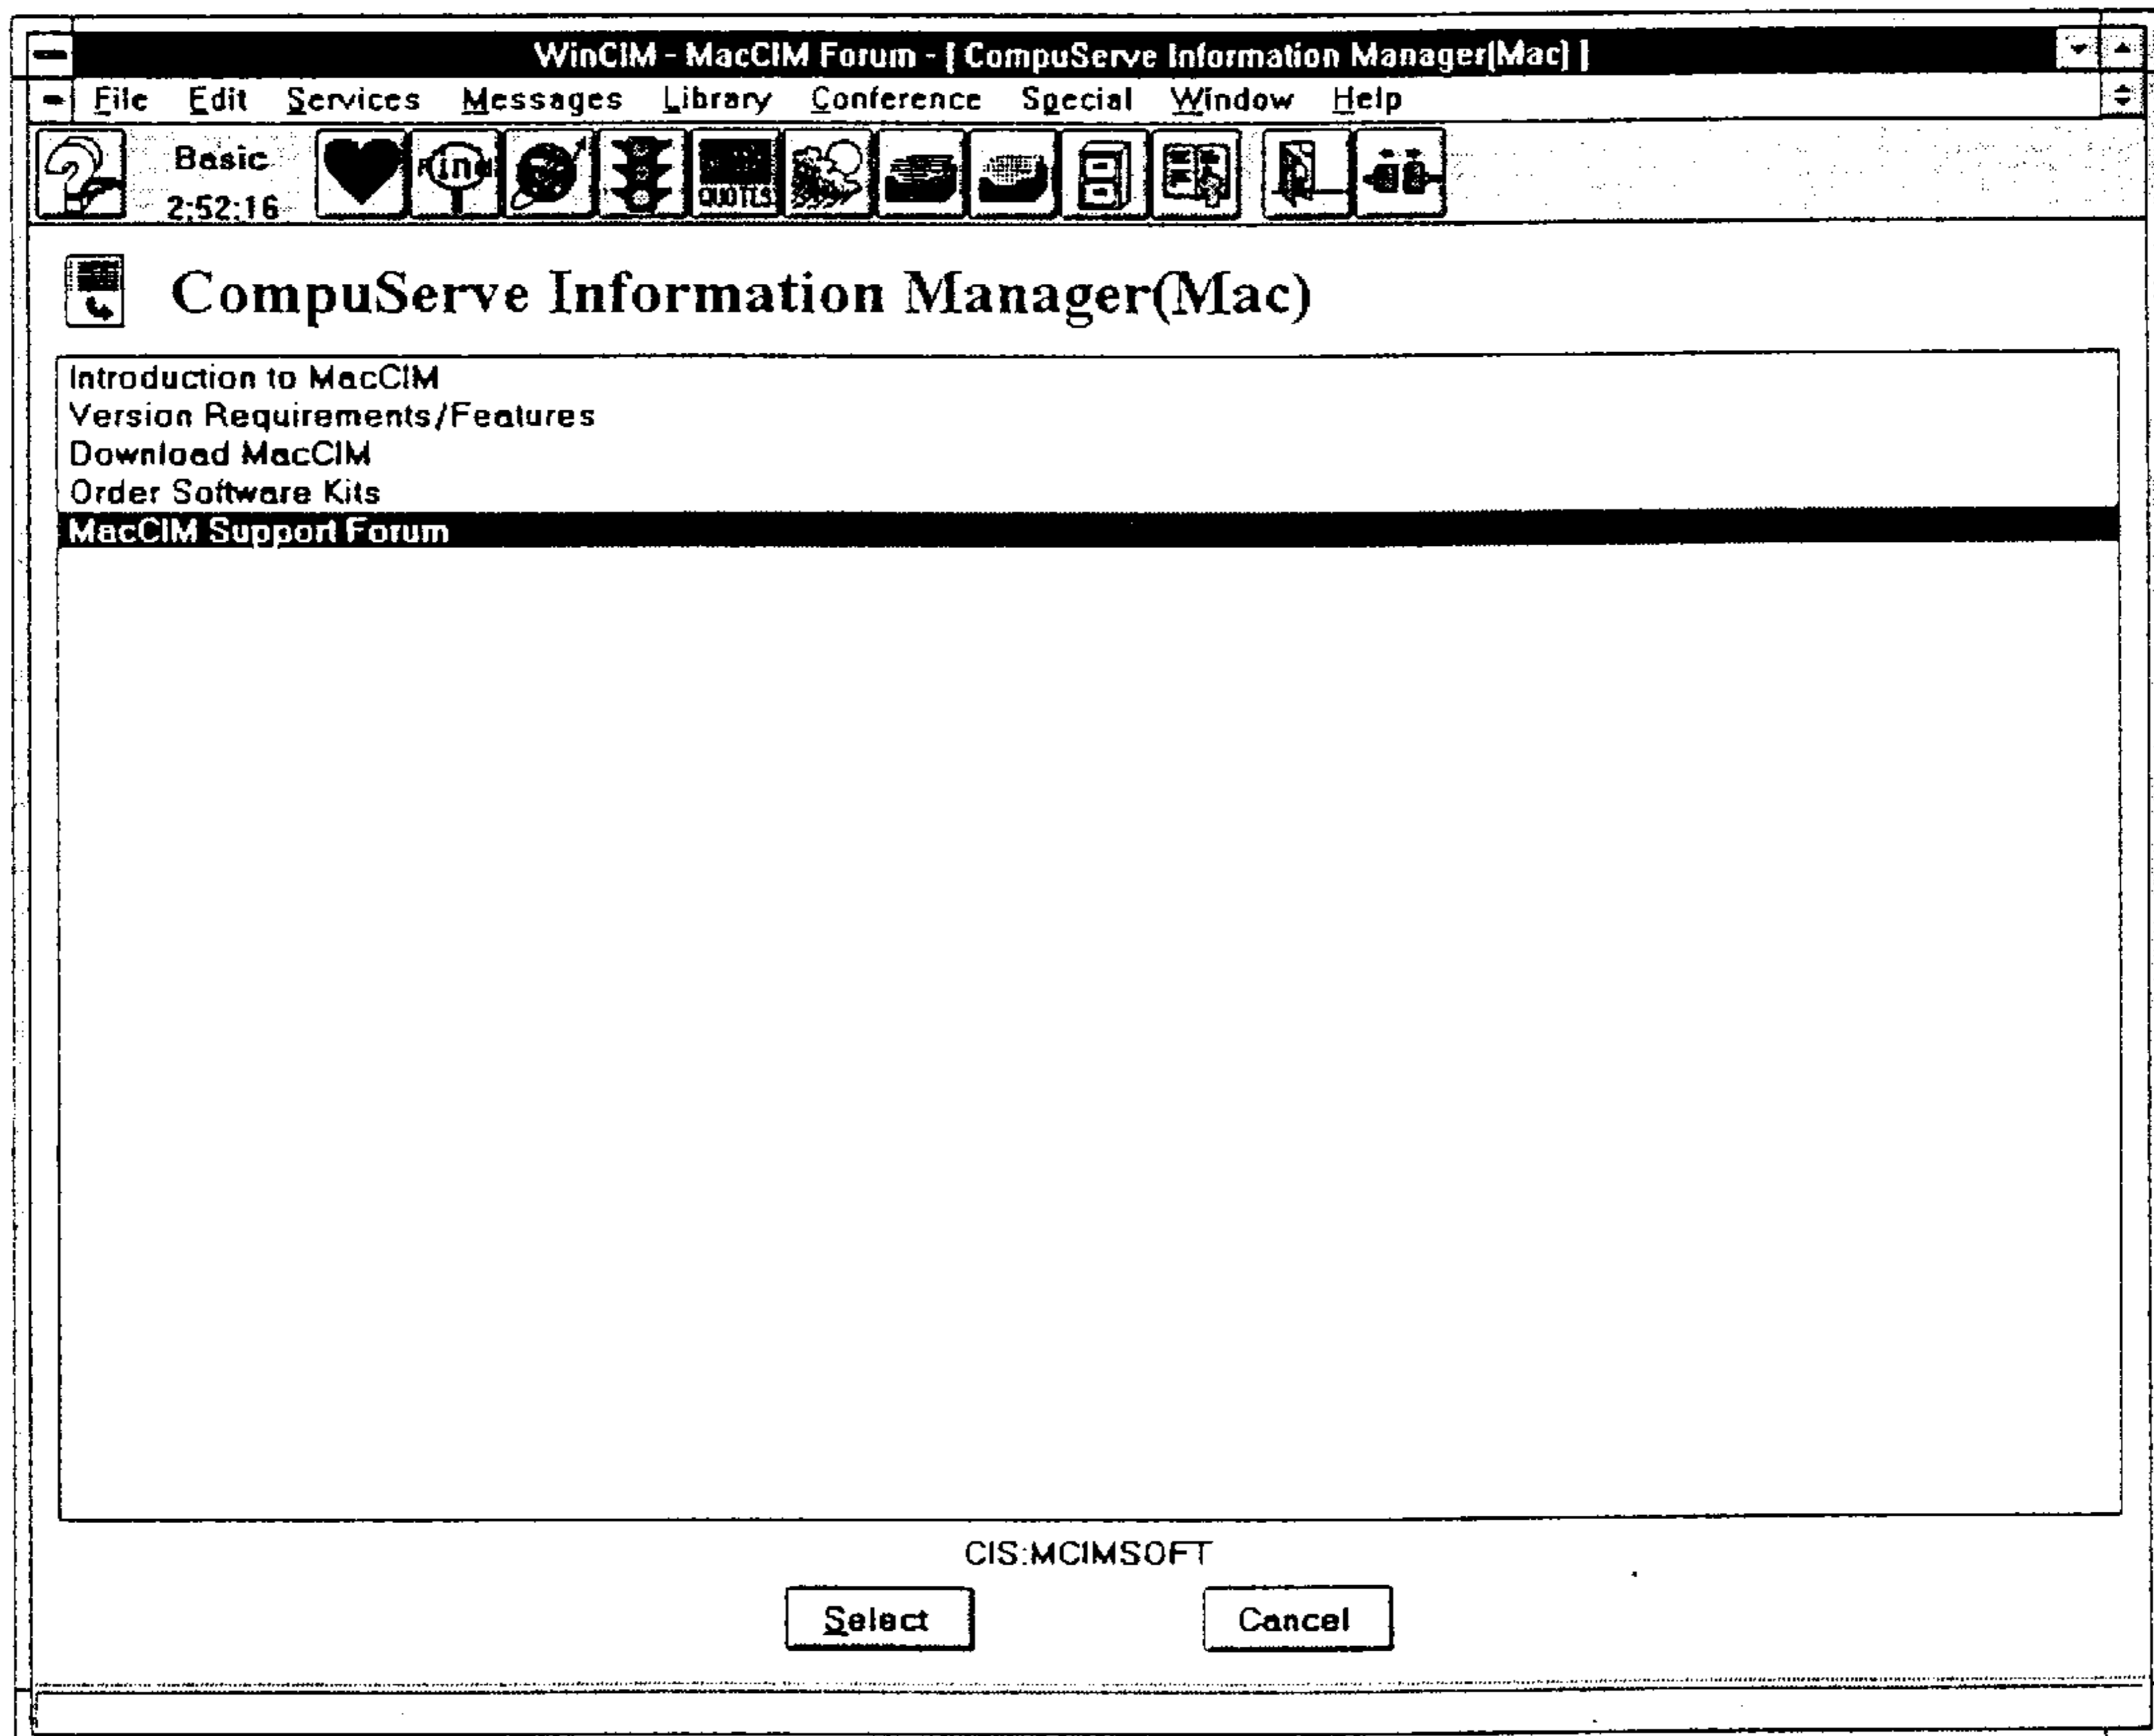 WinCIM - MacCIM Forum - [ CompuServe Information Manager(Mac) ]
File Edit Services Messages Library Conference Special Window Help
Basic
2:52:16
Find
QUOTES
CompuServe Information Manager(Mac)
Introduction to MacCIM
Version Requirements/Features
Download MacCIM
Order Software Kits
MacCIM Support Forum
CIS:MCIMSOFT
Select Cancel